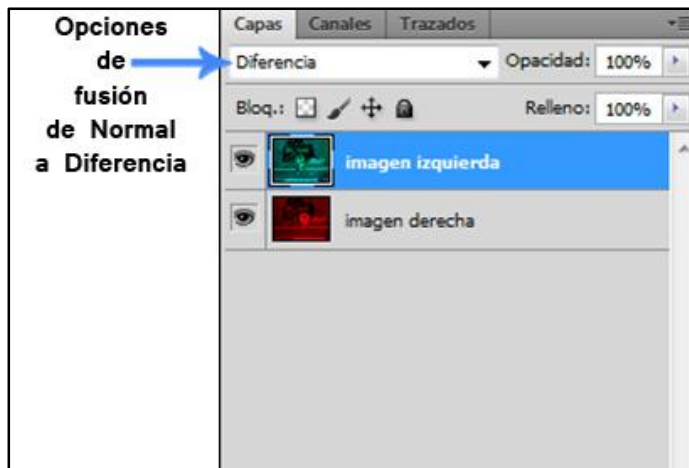 Opciones
de
fusión
de Normal
a Diferencia
Capas Canales Trazados
Diferencia Opacidad: 100%
Bloq.: Relleno: 100%
imagen izquierda
imagen derecha